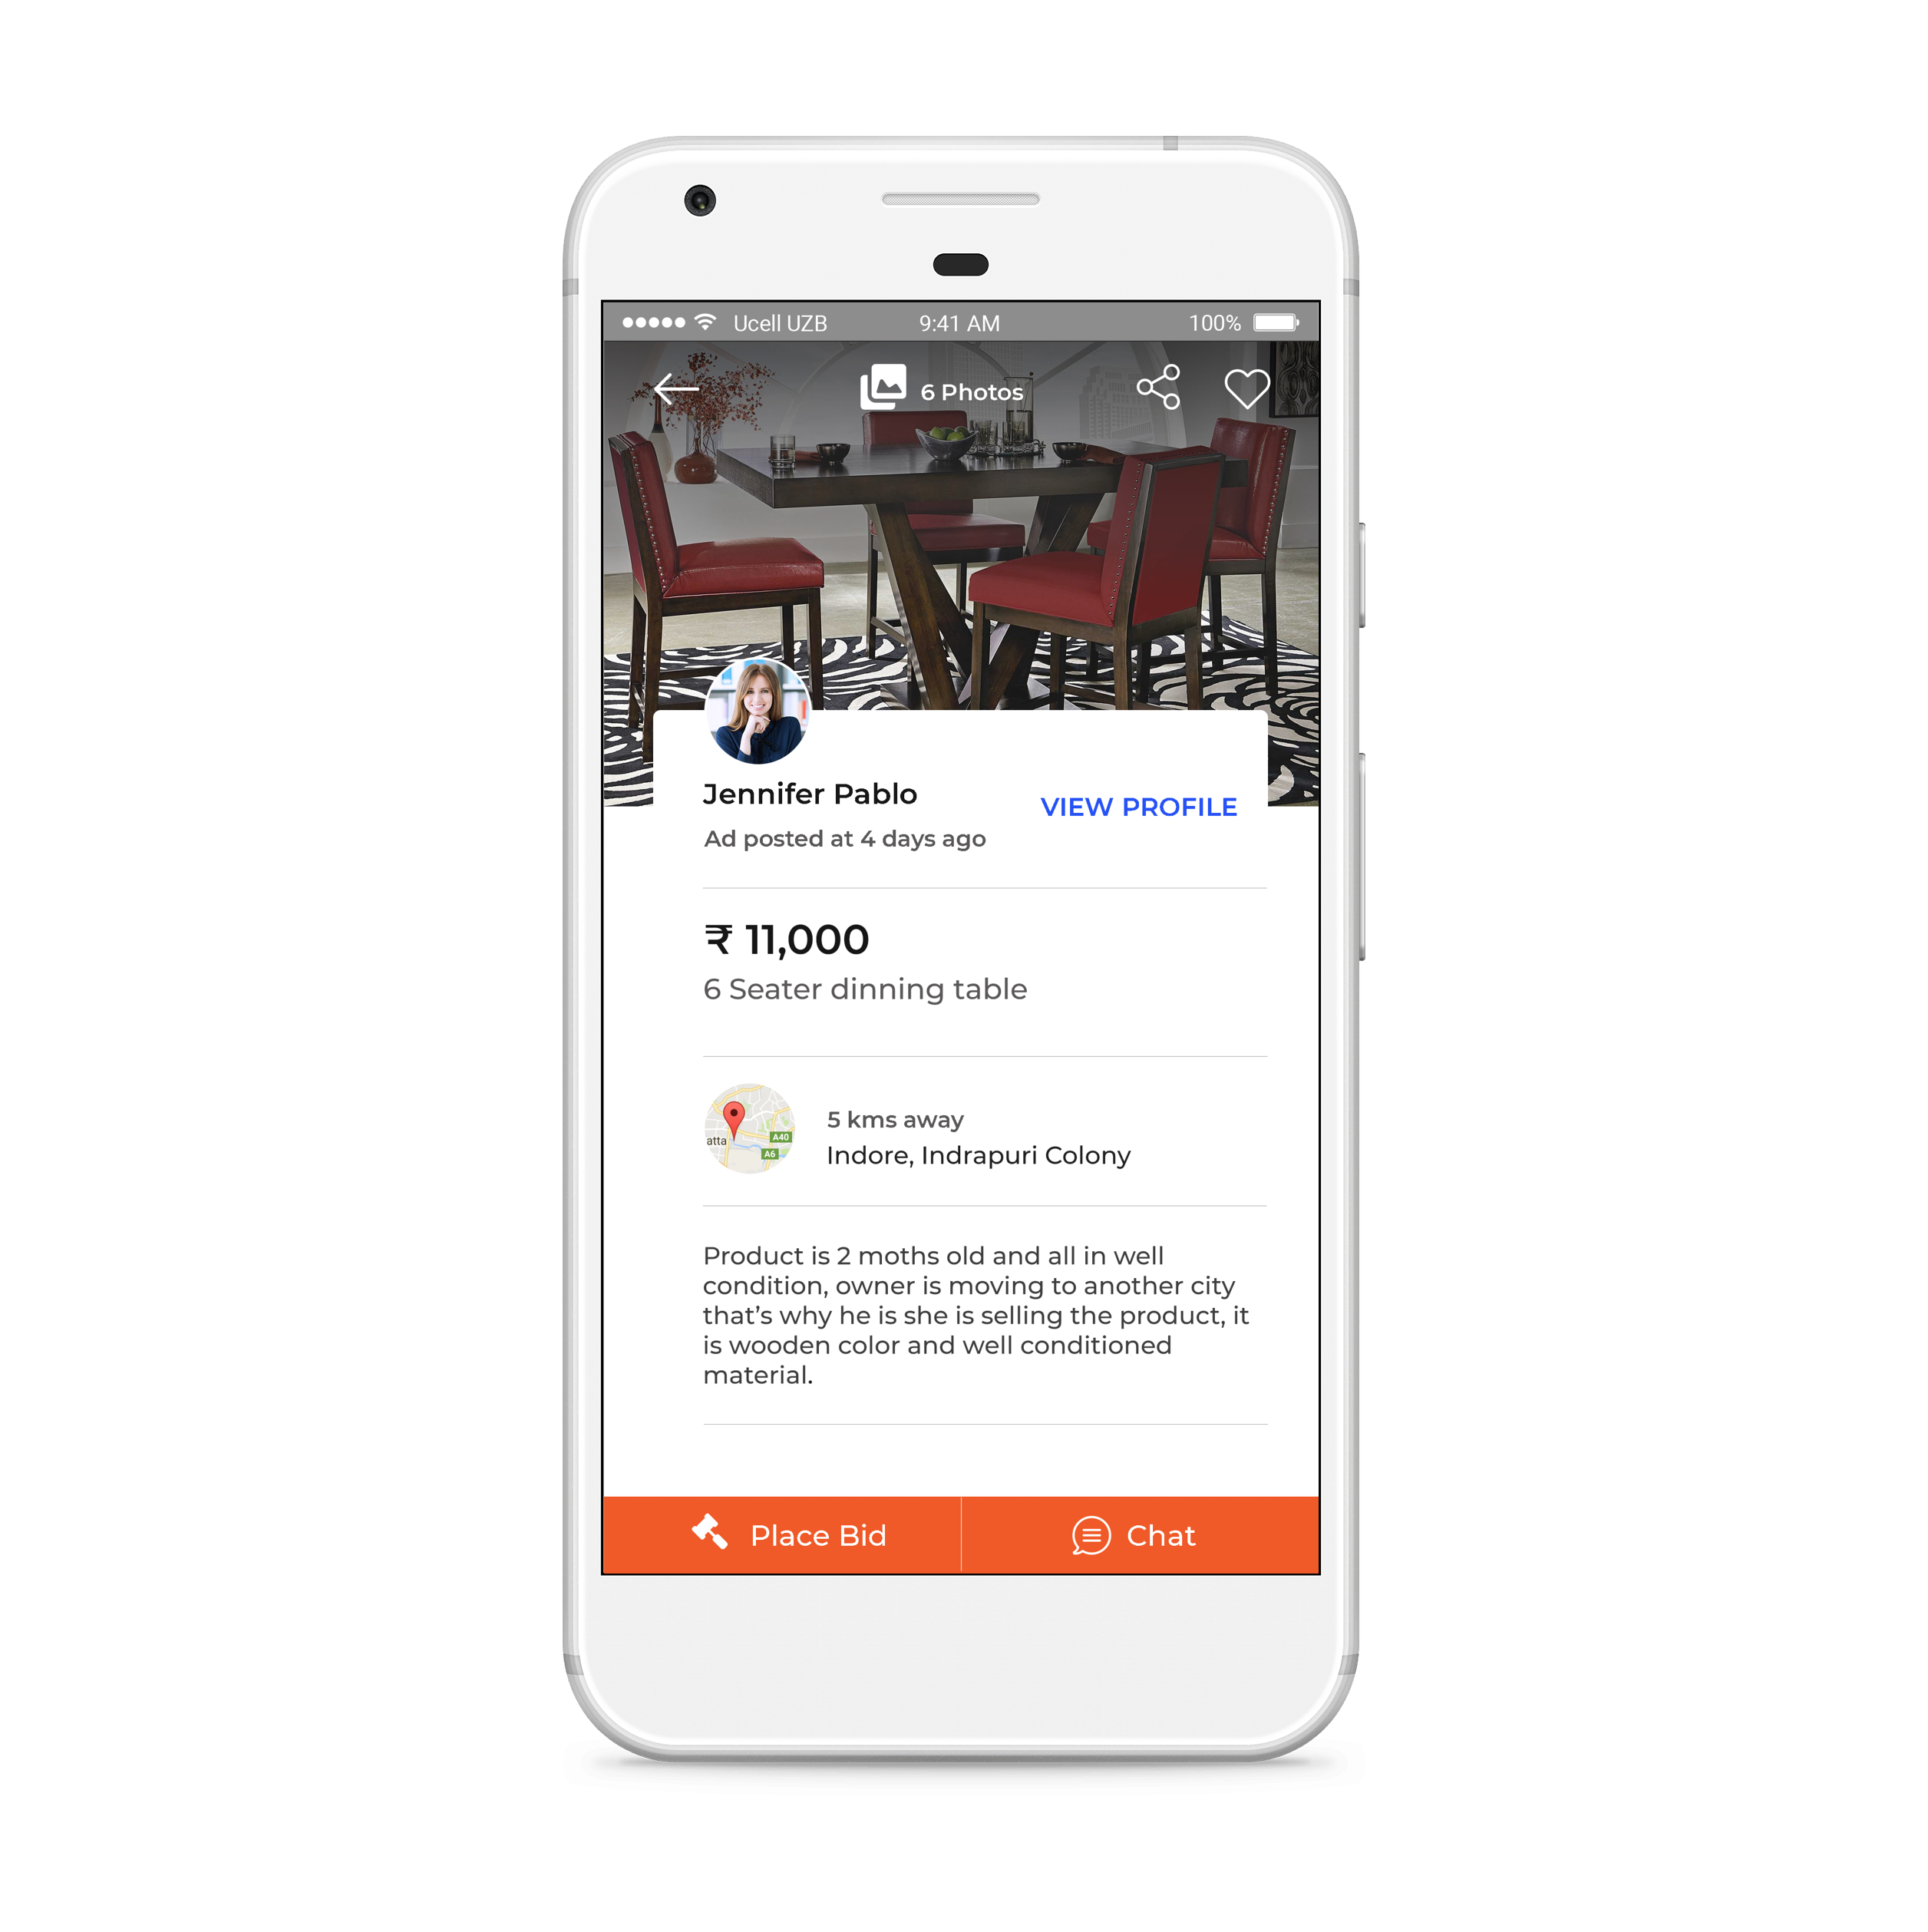 Ucell UZB 9:41 AM 100%
6 Photos
Jennifer Pablo
VIEW PROFILE
Ad posted at 4 days ago
₹ 11,000
6 Seater dinning table
atta
A40
A6
5 kms away
Indore, Indrapuri Colony
Product is 2 moths old and all in well
condition, owner is moving to another city
that's why he is she is selling the product, it
is wooden color and well conditioned
material.
Place Bid
Chat